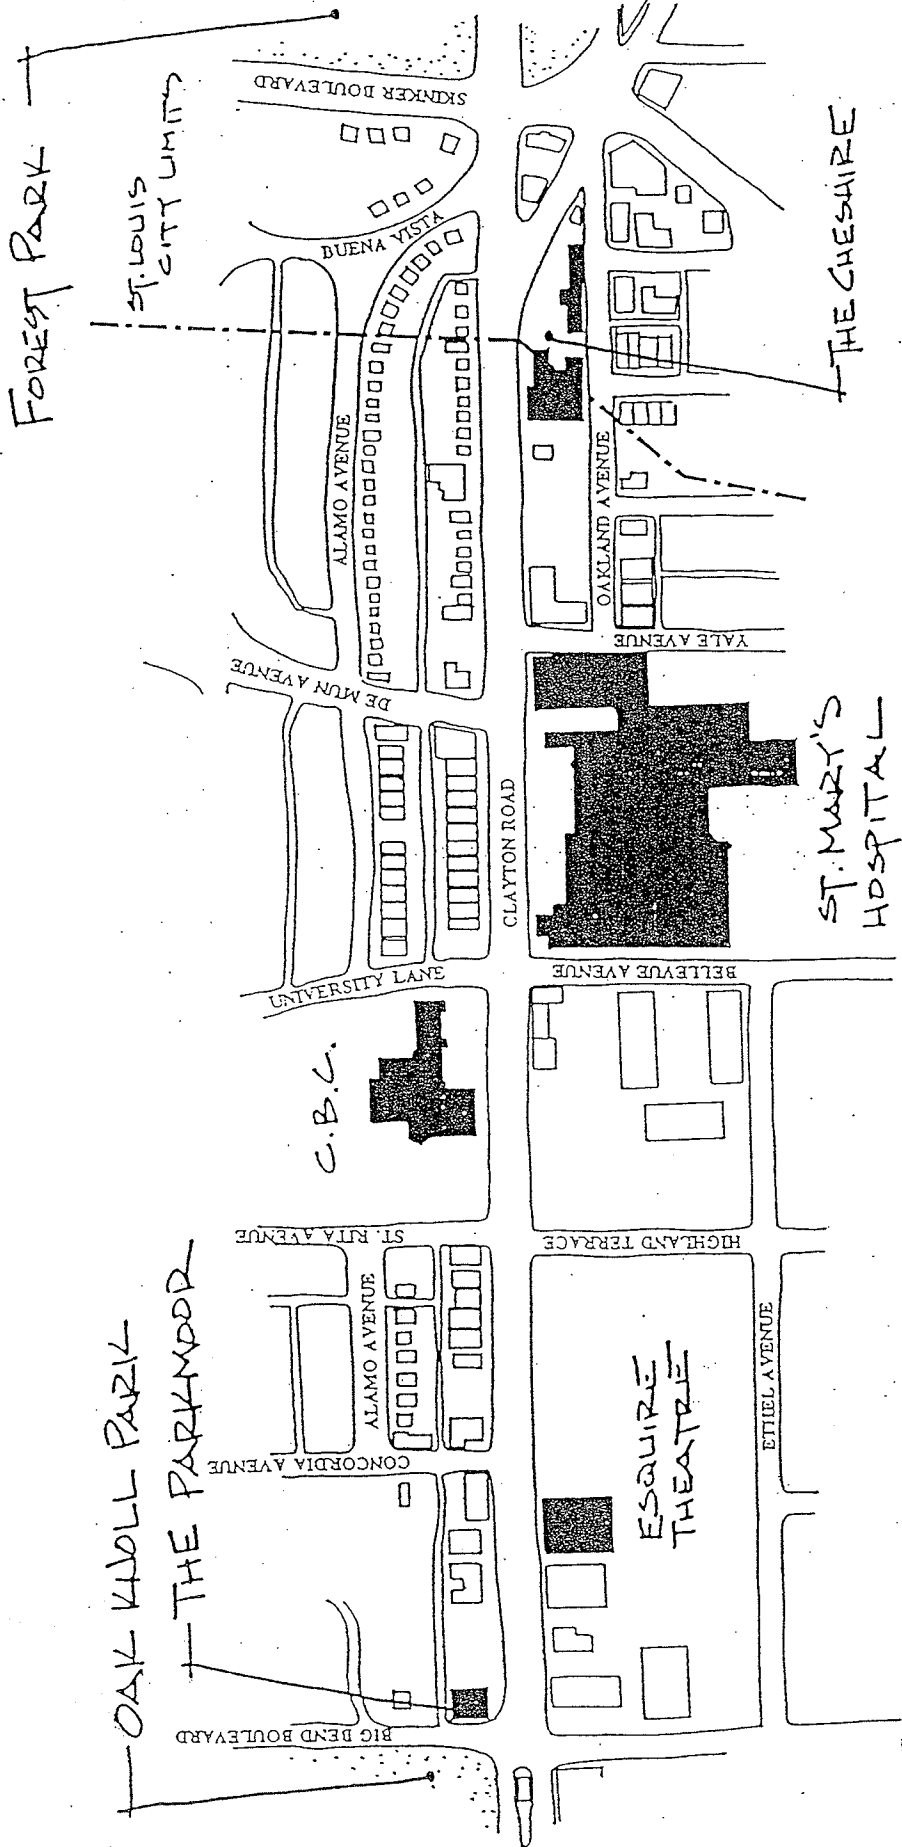 FOREST PARK
ST. LOUIS
CITY LIMITS
SKINKER BOULEVARD
BUENA VISTA
THE CHESHIRE
ALAMO AVENUE
OAKLAND AVENUE
YALE AVENUE
DE MUN AVENUE
CLAYTON ROAD
ST. MARY'S
HOSPITAL
UNIVERSITY LANE
BELLEVUE AVENUE
C.B.C.
ST. RITA AVENUE
HIGHLAND TERRACE
ALAMO AVENUE
ETHEL AVENUE
OAK KNOLL PARK
THE PARKMOOR
CONCORDIA AVENUE
ESQUIRE
THEATRE
BIG BEND BOULEVARD